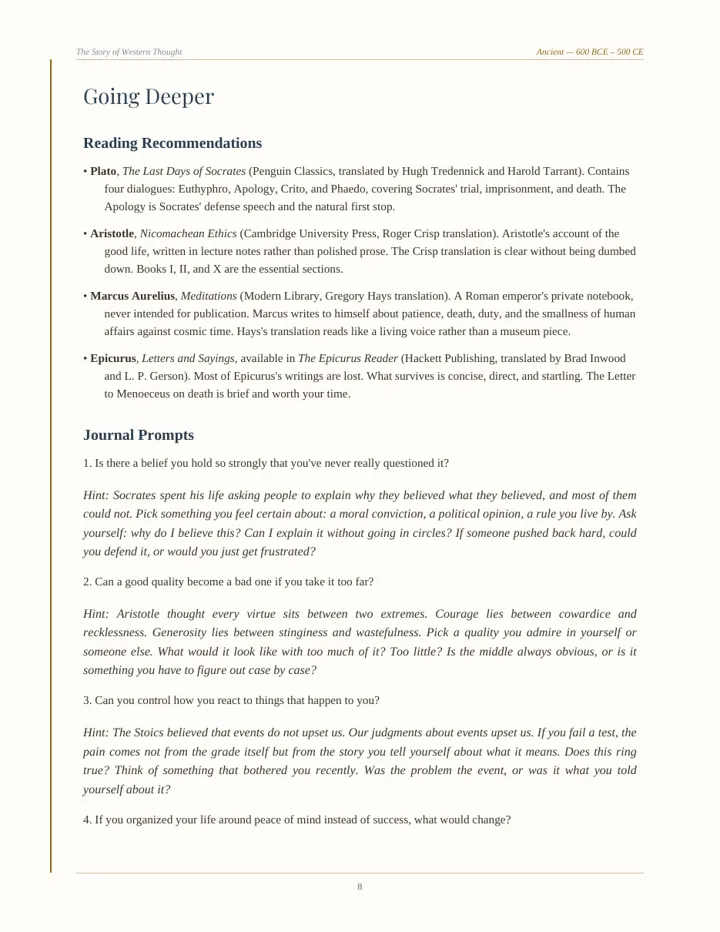 The Story of Western Thought
Ancient — 600 BCE – 500 CE
Going Deeper
Reading Recommendations
• Plato, The Last Days of Socrates (Penguin Classics, translated by Hugh Tredennick and Harold Tarrant). Contains
four dialogues: Euthyphro, Apology, Crito, and Phaedo, covering Socrates' trial, imprisonment, and death. The
Apology is Socrates' defense speech and the natural first stop.
• Aristotle, Nicomachean Ethics (Cambridge University Press, Roger Crisp translation). Aristotle's account of the
good life, written in lecture notes rather than polished prose. The Crisp translation is clear without being dumbed
down. Books I, II, and X are the essential sections.
• Marcus Aurelius, Meditations (Modern Library, Gregory Hays translation). A Roman emperor's private notebook,
never intended for publication. Marcus writes to himself about patience, death, duty, and the smallness of human
affairs against cosmic time. Hays's translation reads like a living voice rather than a museum piece.
• Epicurus, Letters and Sayings, available in The Epicurus Reader (Hackett Publishing, translated by Brad Inwood
and L. P. Gerson). Most of Epicurus's writings are lost. What survives is concise, direct, and startling. The Letter
to Menoeceus on death is brief and worth your time.
Journal Prompts
1. Is there a belief you hold so strongly that you've never really questioned it?
Hint: Socrates spent his life asking people to explain why they believed what they believed, and most of them
could not. Pick something you feel certain about: a moral conviction, a political opinion, a rule you live by. Ask
yourself: why do I believe this? Can I explain it without going in circles? If someone pushed back hard, could
you defend it, or would you just get frustrated?
2. Can a good quality become a bad one if you take it too far?
Hint: Aristotle thought every virtue sits between two extremes. Courage lies between cowardice and
recklessness. Generosity lies between stinginess and wastefulness. Pick a quality you admire in yourself or
someone else. What would it look like with too much of it? Too little? Is the middle always obvious, or is it
something you have to figure out case by case?
3. Can you control how you react to things that happen to you?
Hint: The Stoics believed that events do not upset us. Our judgments about events upset us. If you fail a test, the
pain comes not from the grade itself but from the story you tell yourself about what it means. Does this ring
true? Think of something that bothered you recently. Was the problem the event, or was it what you told
yourself about it?
4. If you organized your life around peace of mind instead of success, what would change?
8